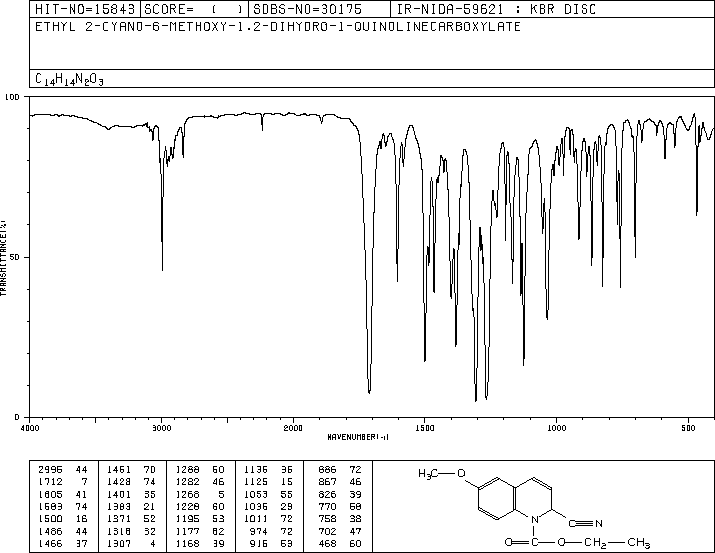 HIT-NO=15843 SCORE= ( ) SDBS-NO=30175 IR-NIDA-59621 : KBR DISC
ETHYL 2-CYANO-6-METHOXY-1,2-DIHYDRO-1-QUINOLINECARBOXYLATE
C14H14N2O3
100
50
0
TRANSMITTANCE(%)
4000 3000 2000 1500 1000 500
WAVENUMBER(-1)
2996 44 1451 70 1288 60 1136 36 886 72
1712 7 1428 74 1282 46 1125 15 867 46
1605 41 1401 35 1268 5 1053 55 826 39
1583 74 1383 21 1228 60 1036 29 770 58
1500 16 1371 52 1195 53 1011 72 758 38
1486 44 1318 32 1177 82 974 72 702 47
1466 37 1307 4 1168 39 916 53 468 60
H3C O
N C N
O C O CH2 CH3